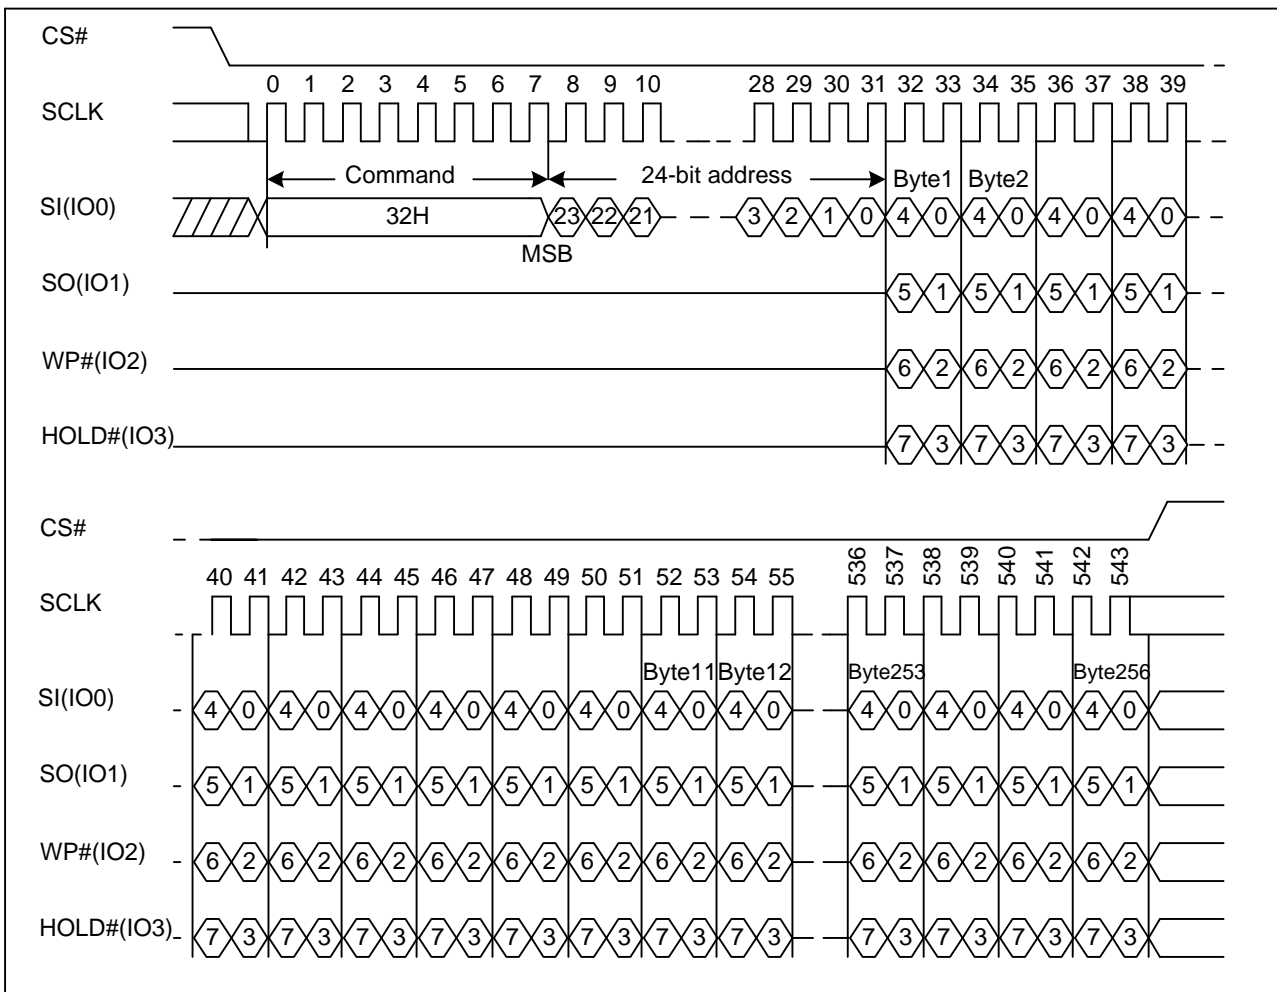 CS#
0 1 2 3 4 5 6 7 8 9 10 28 29 30 31 32 33 34 35 36 37 38 39
SCLK
Command 24-bit address Byte1 Byte2
SI(IO0) 32H 23 22 21 3 2 1 0 4 0 4 0 4 0 4 0
MSB
SO(IO1) 5 1 5 1 5 1 5 1
WP#(IO2) 6 2 6 2 6 2 6 2
HOLD#(IO3) 7 3 7 3 7 3 7 3
CS#
40 41 42 43 44 45 46 47 48 49 50 51 52 53 54 55 536 537 538 539 540 541 542 543
SCLK
Byte11 Byte12 Byte253 Byte256
SI(IO0) 4 0 4 0 4 0 4 0 4 0 4 0 4 0 4 0 4 0 4 0 4 0 4 0
SO(IO1) 5 1 5 1 5 1 5 1 5 1 5 1 5 1 5 1 5 1 5 1 5 1 5 1
WP#(IO2) 6 2 6 2 6 2 6 2 6 2 6 2 6 2 6 2 6 2 6 2 6 2 6 2
HOLD#(IO3) 7 3 7 3 7 3 7 3 7 3 7 3 7 3 7 3 7 3 7 3 7 3 7 3